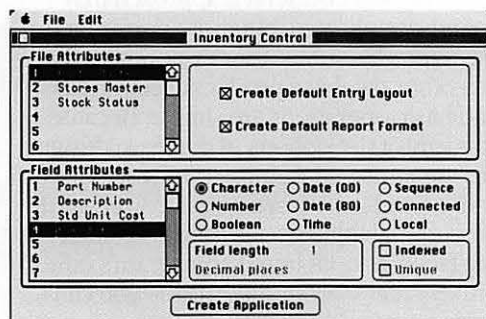 File Edit
Inventory Control
File Attributes
1
2 Stores Master
3 Stock Status
4
5
6
☒ Create Default Entry Layout
☒ Create Default Report Format
Field Attributes
1 Part Number
2 Description
3 Std Unit Cost
4
5
6
7
◉ Character ○ Date (00) ○ Sequence
○ Number ○ Date (80) ○ Connected
○ Boolean ○ Time ○ Local
Field length 1
Decimal places
☐ Indexed
☐ Unique
Create Application